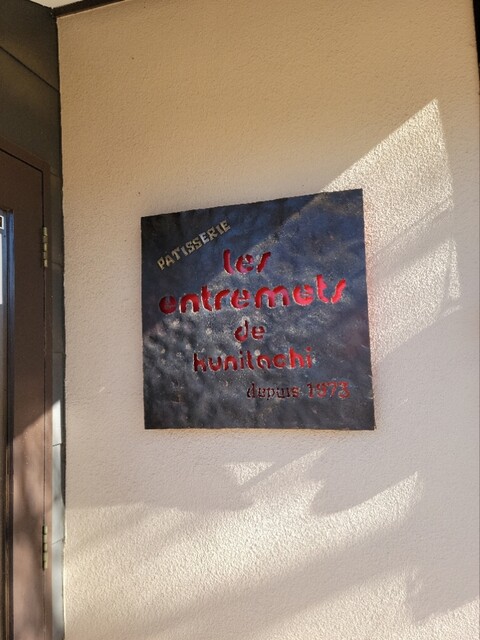 PATISSERIE
les
entremets
de
kunitachi
depuis 1973